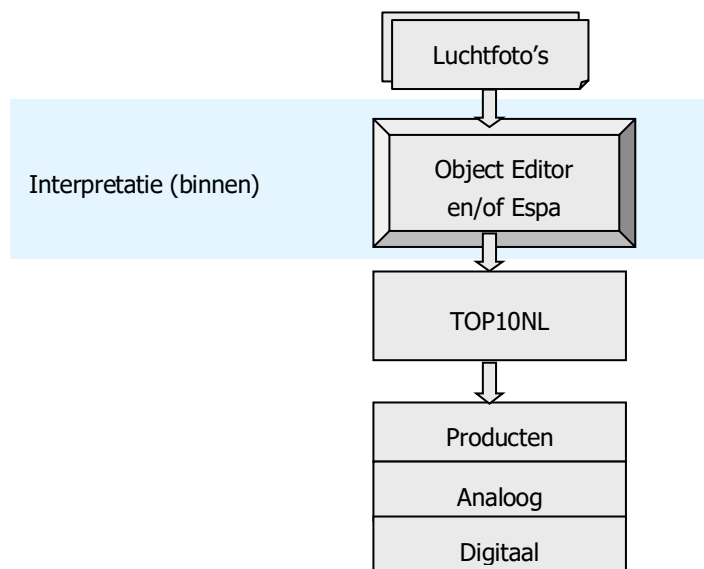 Luchtfoto’s
Interpretatie (binnen)
Object Editor
en/of Espa
TOP10NL
Producten
Analoog
Digitaal